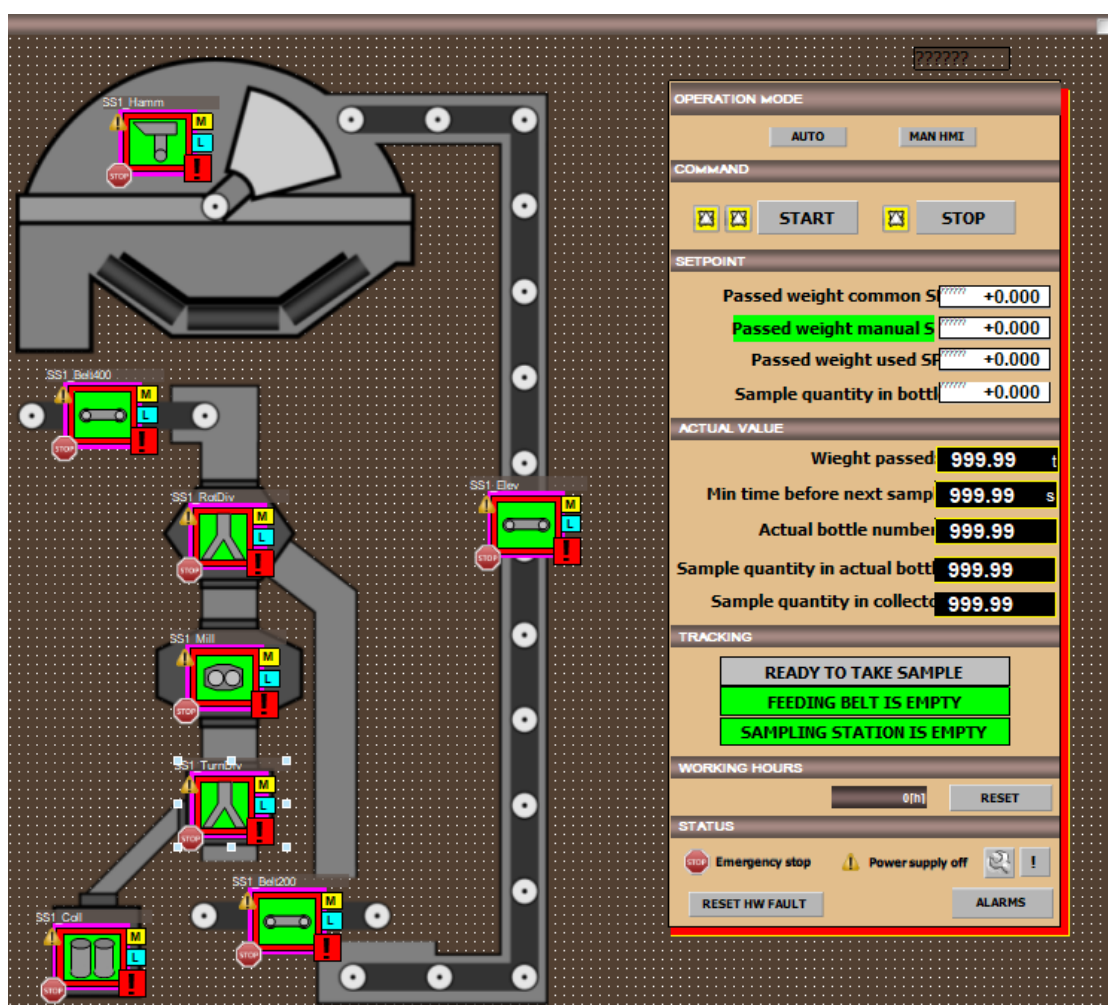 ??????
SS1_Hamm
M
L
!
STOP
SS1_Belt400
M
L
!
STOP
SS1_RotDiv
M
L
!
STOP
SS1_Elev
M
L
!
STOP
SS1_Mill
M
L
!
STOP
SS1_TurnDiv
M
L
!
STOP
SS1_Belt200
M
L
!
STOP
SS1_Coll
M
L
!
STOP
OPERATION MODE
AUTO MAN HMI
COMMAND
START STOP
SETPOINT
Passed weight common S ?????? +0.000
Passed weight manual S ?????? +0.000
Passed weight used SP ?????? +0.000
Sample quantity in bottl ?????? +0.000
ACTUAL VALUE
Wieght passed 999.99 t
Min time before next sampl 999.99 s
Actual bottle number 999.99
Sample quantity in actual bottl 999.99
Sample quantity in collecto 999.99
TRACKING
READY TO TAKE SAMPLE
FEEDING BELT IS EMPTY
SAMPLING STATION IS EMPTY
WORKING HOURS
0[h] RESET
STATUS
STOP Emergency stop Power supply off !
RESET HW FAULT ALARMS